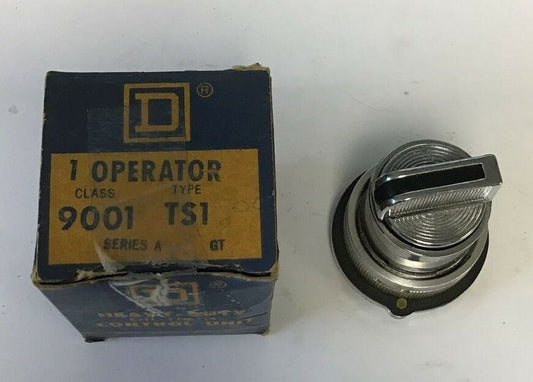 D ®
1 OPERATOR
CLASS TYPE
9001 TS1
SERIES A GT
D
HEAVY DUTY
CONTROL UNIT